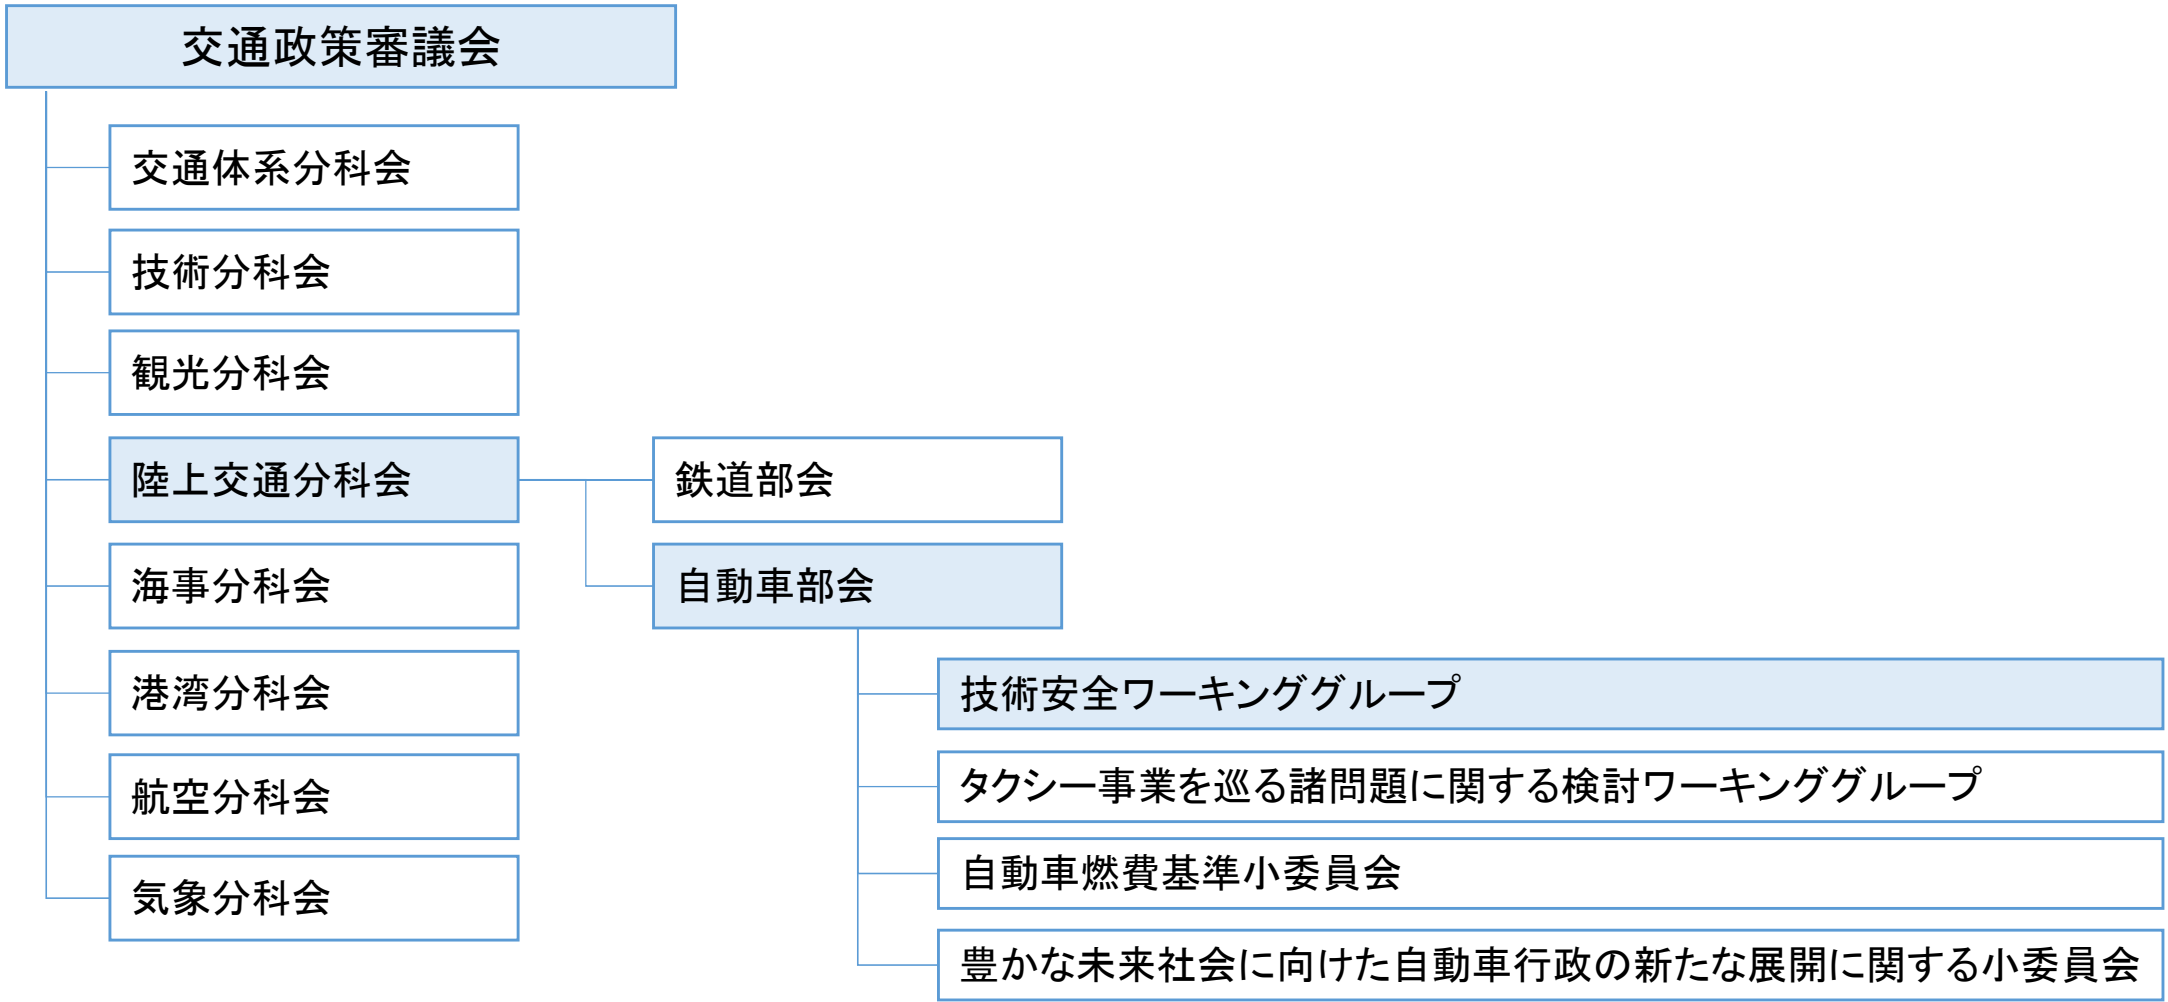 交通政策審議会
交通体系分科会
技術分科会
観光分科会
陸上交通分科会
鉄道部会
海事分科会
自動車部会
港湾分科会
技術安全ワーキンググループ
航空分科会
タクシー事業を巡る諸問題に関する検討ワーキンググループ
自動車燃費基準小委員会
気象分科会
豊かな未来社会に向けた自動車行政の新たな展開に関する小委員会